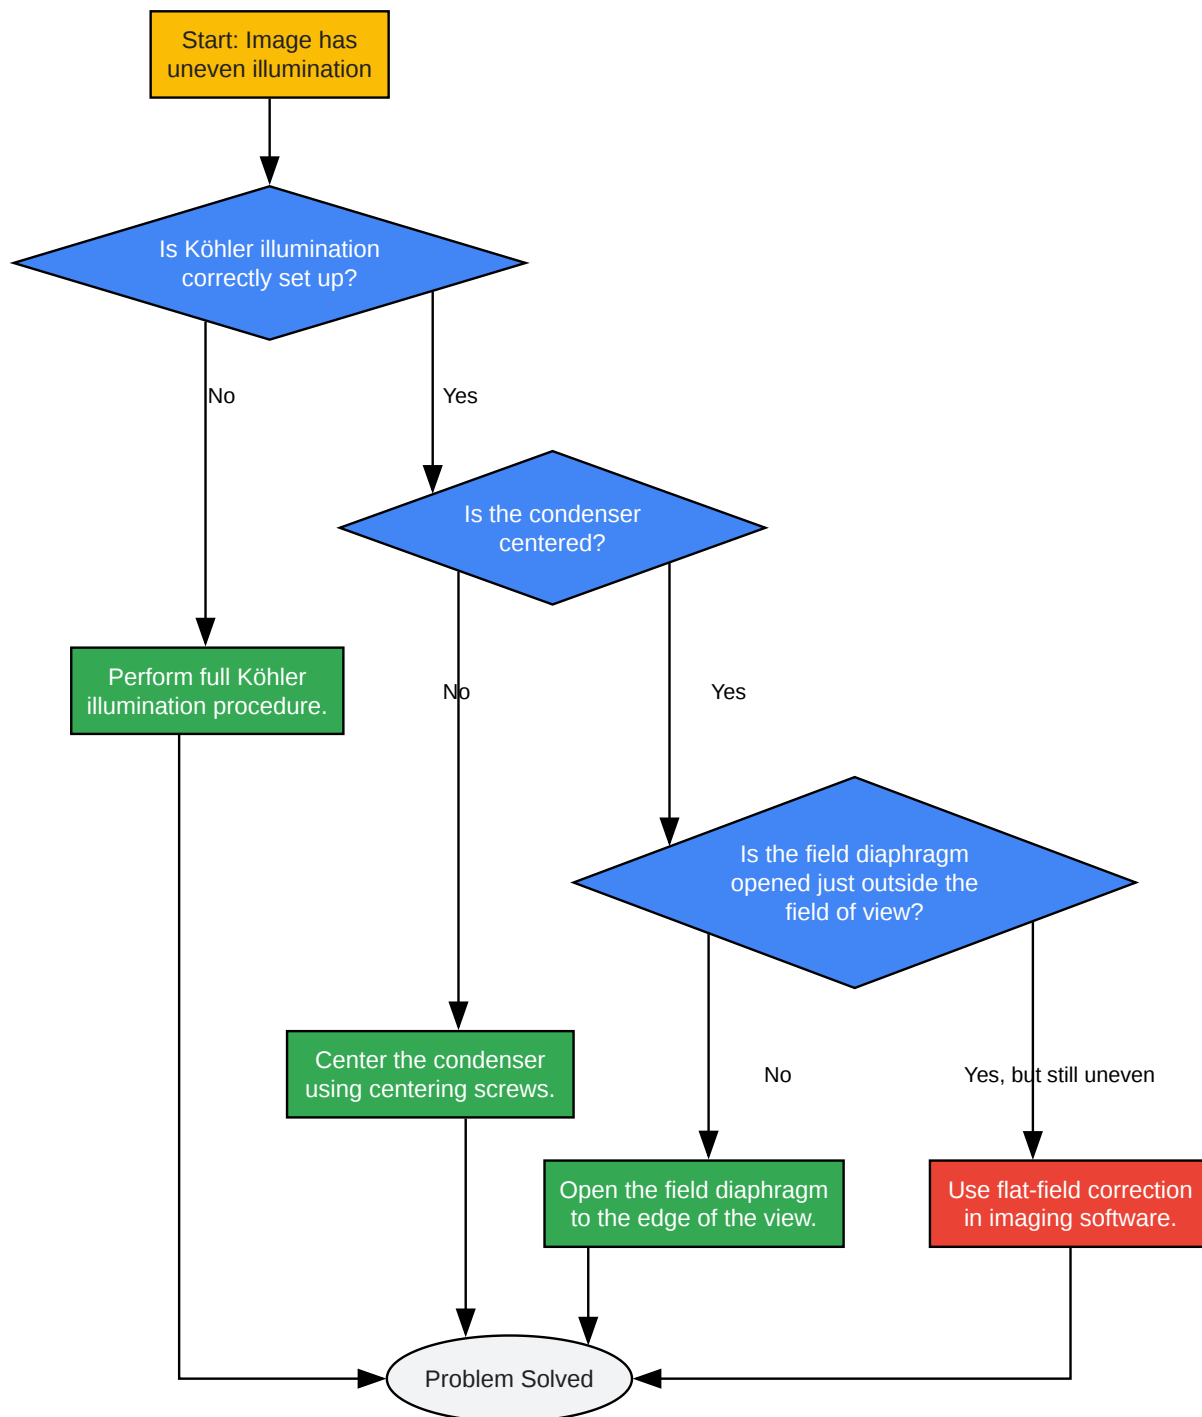 Start: Image has
uneven illumination
Is Köhler illumination
correctly set up?
No
Yes
Is the condenser
centered?
Perform full Köhler
illumination procedure.
No
Yes
Is the field diaphragm
opened just outside the
field of view?
Center the condenser
using centering screws.
No
Yes, but still uneven
Open the field diaphragm
to the edge of the view.
Use flat-field correction
in imaging software.
Problem Solved